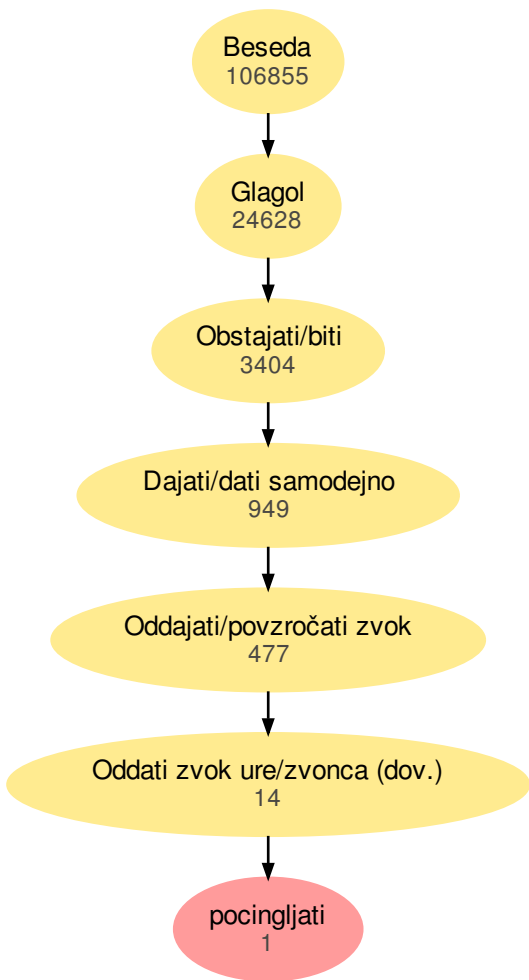 Beseda
106855
Glagol
24628
Obstajati/biti
3404
Dajati/dati samodejno
949
Oddajati/povzročati zvok
477
Oddati zvok ure/zvonca (dov.)
14
pocingljati
1